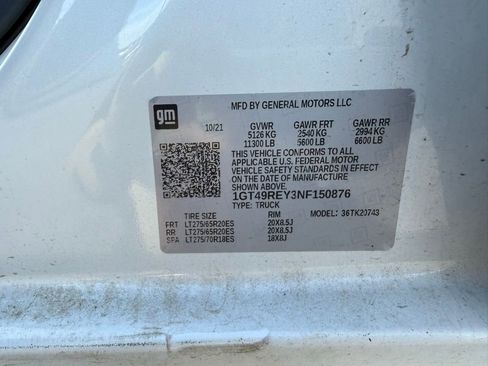 gm
MFD BY GENERAL MOTORS LLC
10/21 GVWR GAWR FRT GAWR RR
5126 KG 2540 KG 2994 KG
11300 LB 5600 LB 6600 LB
THIS VEHICLE CONFORMS TO ALL
APPLICABLE U.S. FEDERAL MOTOR
VEHICLE SAFETY STANDARDS IN EFFECT
ON THE DATE OF MANUFACTURE SHOWN ABOVE.
1GT49REY3NF150876
TYPE: TRUCK
MODEL: 36TK20743
TIRE SIZE RIM
FRT LT275/65R20ES 20X8.5J
RR LT275/65R20ES 20X8.5J
SPA LT275/70R18ES 18X8J